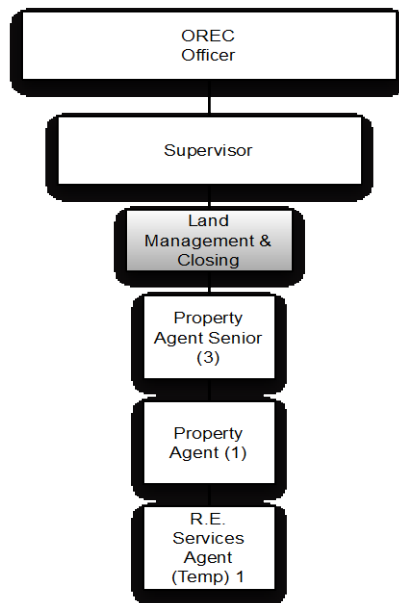 OREC
Officer
Supervisor
Land
Management &
Closing
Property
Agent Senior
(3)
Property
Agent (1)
R.E.
Services
Agent
(Temp) 1